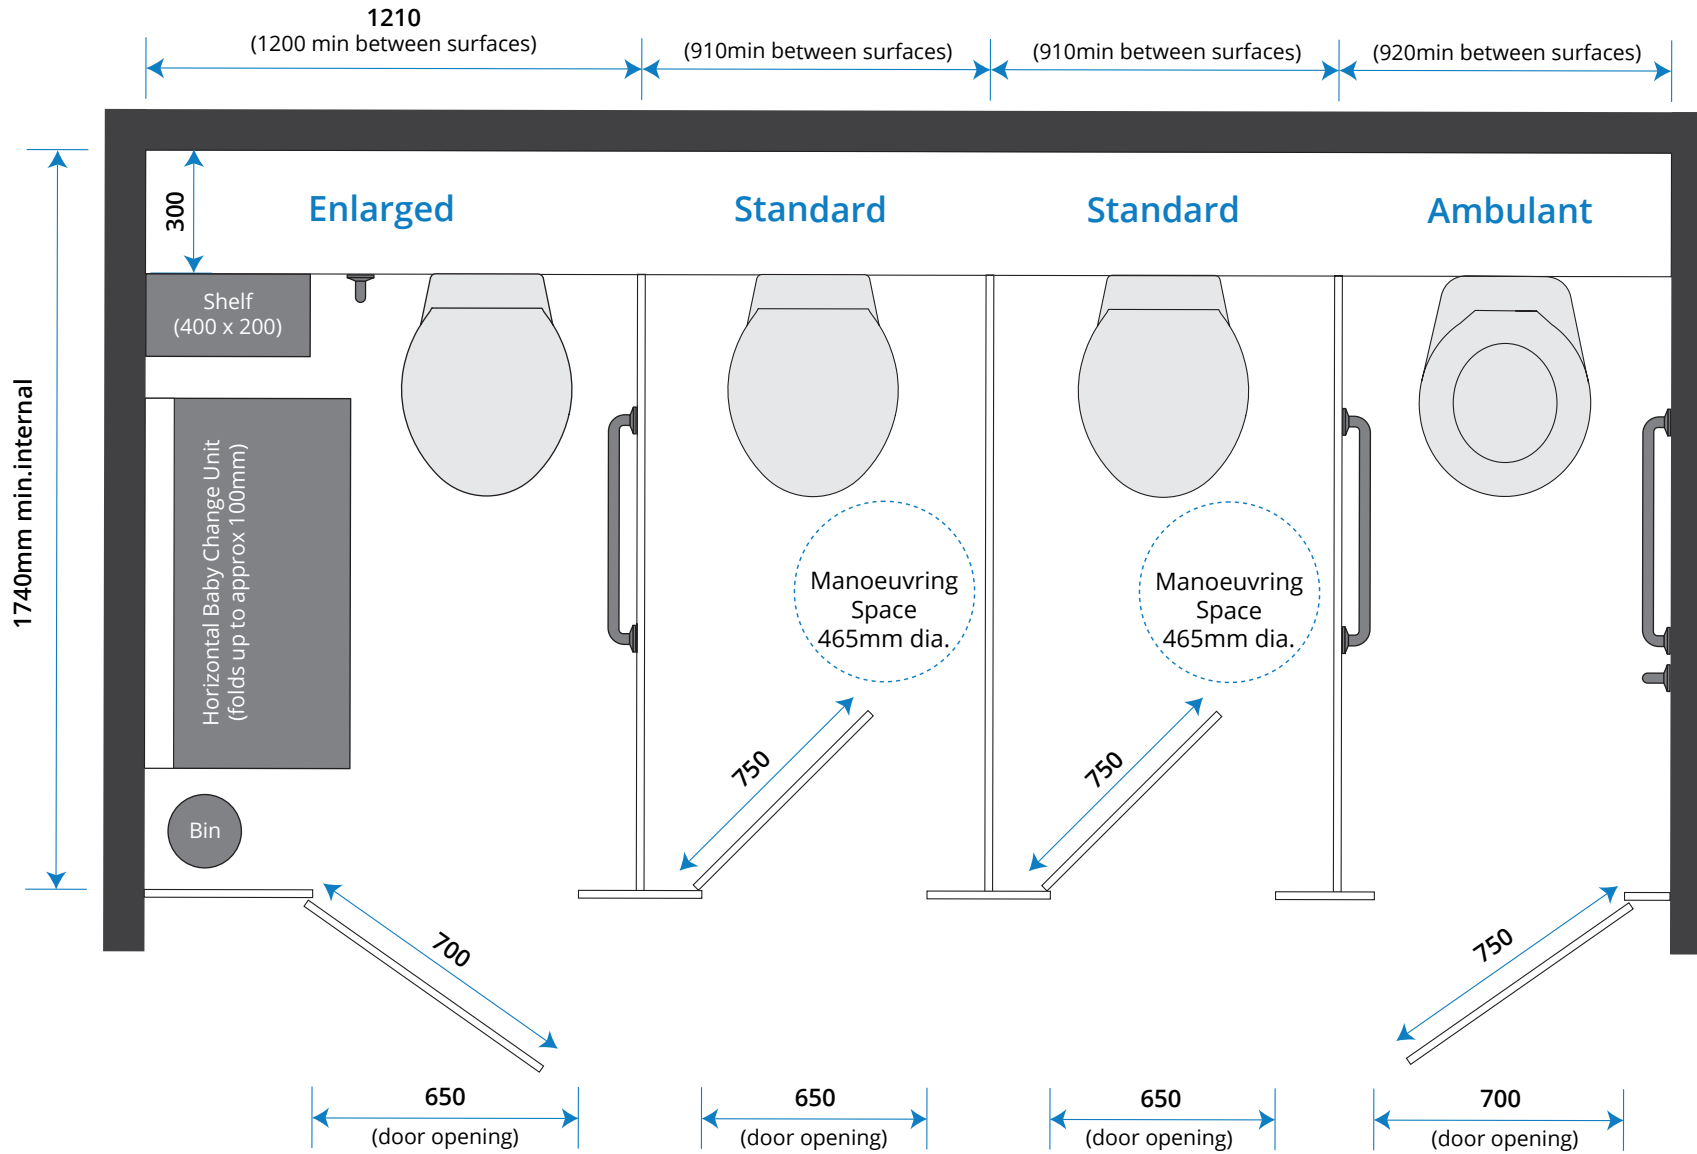 1210
(1200 min between surfaces)
(910min between surfaces)
(910min between surfaces)
(920min between surfaces)
300
Enlarged
Standard
Standard
Ambulant
Shelf
(400 x 200)
1740mm min.internal
Horizontal Baby Change Unit
(folds up to approx 100mm)
Manoeuvring
Space
465mm dia.
Manoeuvring
Space
465mm dia.
750
750
Bin
700
750
650
(door opening)
650
(door opening)
650
(door opening)
700
(door opening)